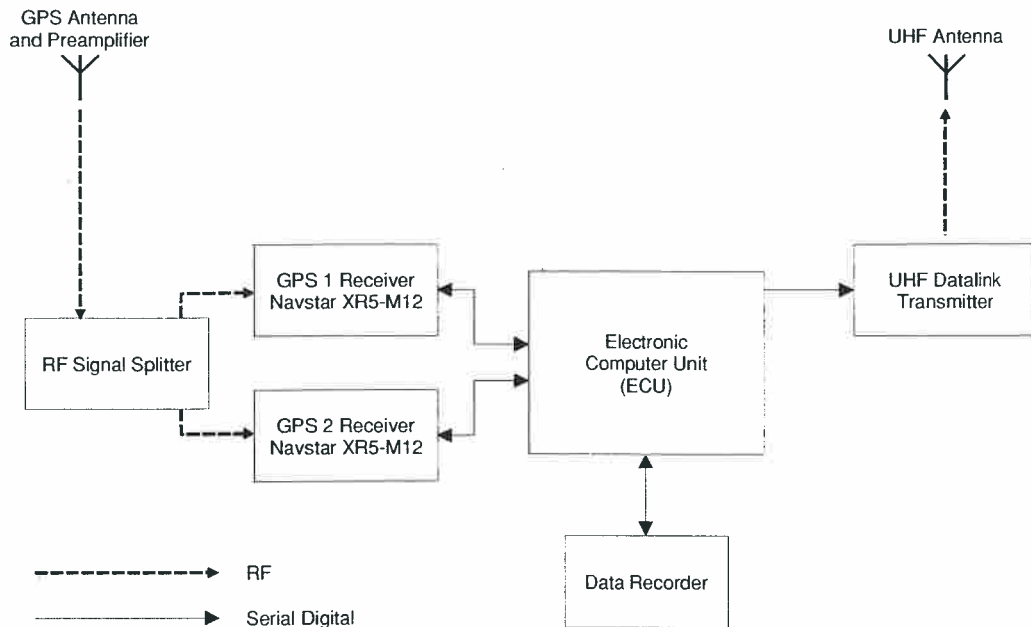 GPS Antenna
and Preamplifier
UHF Antenna
GPS 1 Receiver
Navstar XR5-M12
UHF Datalink
Transmitter
RF Signal Splitter
Electronic
Computer Unit
(ECU)
GPS 2 Receiver
Navstar XR5-M12
RF
Data Recorder
Serial Digital